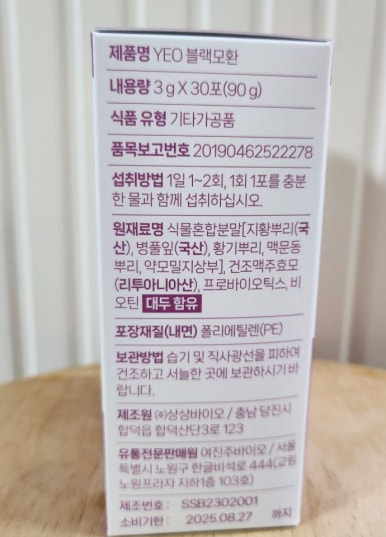 제품명 YEO 블랙모환
내용량 3 g X 30포(90 g)
식품 유형 기타가공품
품목보고번호 20190462522278
섭취방법 1일 1~2회, 1회 1포를 충분
한 물과 함께 섭취하십시오.
원재료명 식물혼합분말[지황뿌리(국
산), 병풀잎(국산), 황기뿌리, 맥문동
뿌리, 약모밀지상부], 건조맥주효모
(리투아니아산), 프로바이오틱스, 비
오틴 대두 함유
포장재질(내면) 폴리에틸렌(PE)
보관방법 습기 및 직사광선을 피하여
건조하고 서늘한 곳에 보관하시기 바
랍니다.
제조원 ㈜상상바이오 / 충남 당진시
합덕읍 합덕산단3로 123
유통전문판매원 여진주바이오 / 서울
특별시 노원구 한글비석로 444(교림
노원프라자 지하1층 103호)
제조번호 : SSB2302001
소비기한 : 2025.08.27 까지